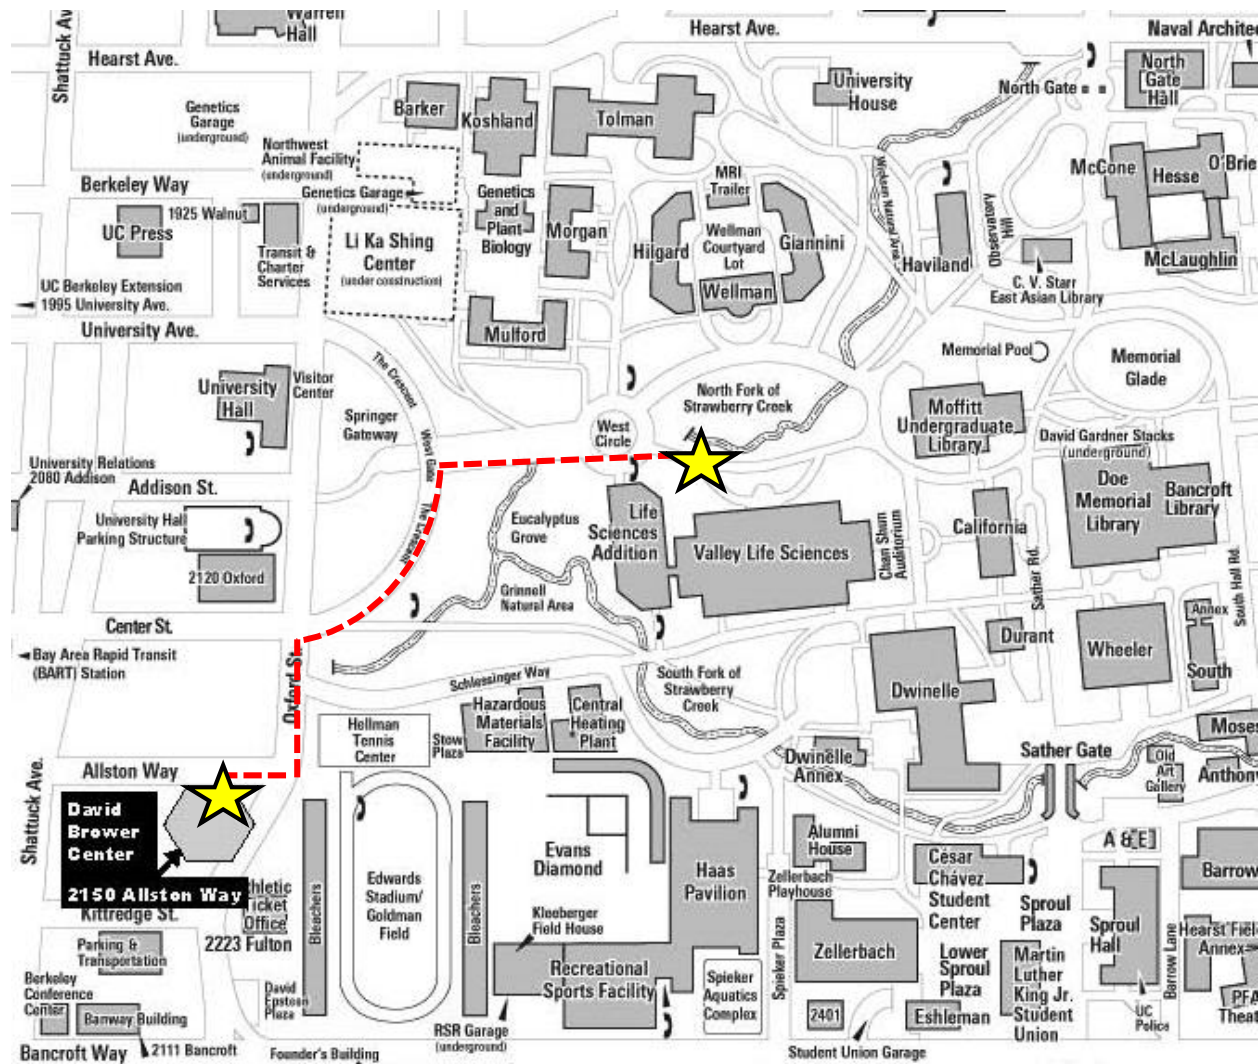 Warren
Hall
Hearst Ave.
Hearst Ave.
Naval Archite
Shattuck Av
Genetics
Garage
(underground)
Barker
Koshland
Tolman
University
House
North Gate
North
Gate
Hall
Northwest
Animal Facility
(underground)
Genetics Garage
(underground)
Berkeley Way
1925 Walnut
UC Press
Transit &
Charter
Services
Li Ka Shing
Center
(under construction)
Genetics
and
Plant
Biology
Morgan
MRI
Trailer
Hilgard
Wellman
Courtyard
Lot
Giannini
Wellman
Haviland
Observatory
Hill
McCone
Hesse
O'Brie
McLaughlin
C. V. Starr
East Asian Library
UC Berkeley Extension
1995 University Ave.
University Ave.
Mulford
The Crescent
Memorial Pool
Memorial
Glade
University
Hall
Visitor
Center
Springer
Gateway
West Gate
West
Circle
North Fork of
Strawberry Creek
Moffitt
Undergraduate
Library
David Gardner Stacks
(underground)
Doe
Memorial
Library
Bancroft
Library
University Relations
2080 Addison
Addison St.
University Hall
Parking Structure
2120 Oxford
The Crescent
Eucalyptus
Grove
Life
Sciences
Addition
Valley Life Sciences
Chan Shun
Auditorium
California
Sather Rd.
South Hall Rd.
Grinnell
Natural Area
Center St.
Bay Area Rapid Transit
(BART) Station
Oxford St.
Schlessinger Way
South Fork of
Strawberry
Creek
Durant
Wheeler
Annex
South
Dwinelle
Hellman
Tennis
Center
Stow
Plaza
Hazardous
Materials
Facility
Central
Heating
Plant
Dwinelle
Annex
Sather Gate
Moses
Old
Art
Gallery
Anthony
Allston Way
Shattuck Ave.
David
Brower
Center
2150 Allston Way
Kittredge St.
thletic
Ticket
Office
2223 Fulton
Bleachers
Edwards
Stadium/
Goldman
Field
Bleachers
Evans
Diamond
Kleeberger
Field House
Haas
Pavilion
Alumni
House
Zellerbach
Playhouse
César
Chávez
Student
Center
Sproul
Plaza
A & E
Barrow
Sproul
Hall
Barrow Lane
Hearst Field
Annex
Parking &
Transportation
Berkeley
Conference
Center
Banway Building
2111 Bancroft
Bancroft Way
David
Epstein
Plaza
Founder's Building
RSR Garage
(underground)
Recreational
Sports Facility
Spieker
Aquatics
Complex
Spieker Plaza
Zellerbach
Lower
Sproul
Plaza
Martin
Luther
King Jr.
Student
Union
2401
Eshleman
Student Union Garage
UC
Police
PFA
Theat